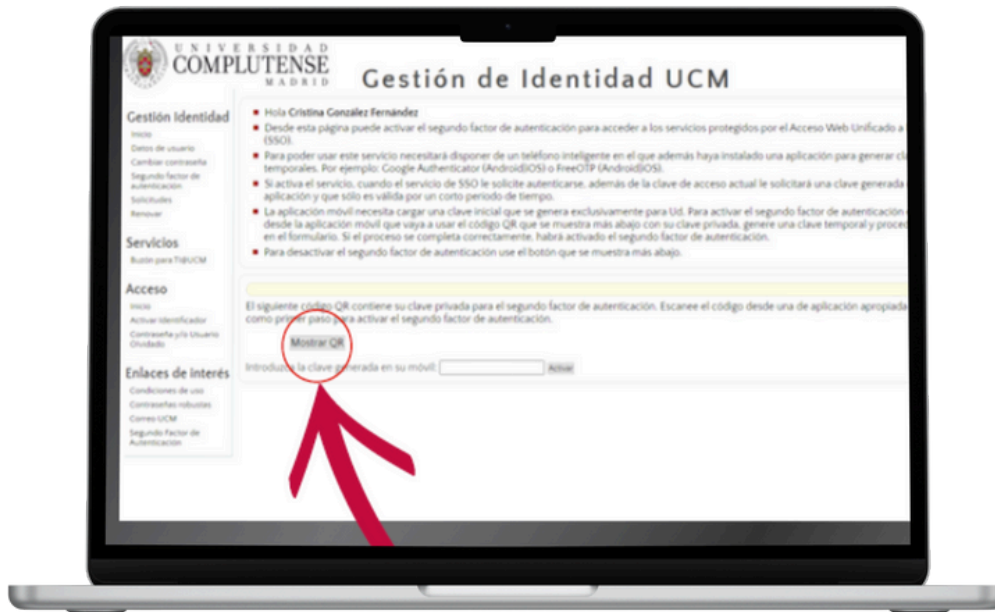 UNIVERSIDAD
COMPLUTENSE
MADRID
Gestión de Identidad UCM
Gestión Identidad
Inicio
Datos de usuario
Cambiar contraseña
Segundo factor de
autenticación
Solicitudes
Renovar
Servicios
Buzón para TI@UCM
Acceso
Inicio
Activar Identificador
Contraseña y/o Usuario
Olvidado
Enlaces de interés
Condiciones de uso
Contraseñas robustas
Correo UCM
Segundo Factor de
Autenticación
Hola Cristina González Fernández
Desde esta página puede activar el segundo factor de autenticación para acceder a los servicios protegidos por el Acceso Web Unificado a
(SSO).
Para poder usar este servicio necesitará disponer de un teléfono inteligente en el que además haya instalado una aplicación para generar
temporales. Por ejemplo: Google Authenticator (Android|iOS) o FreeOTP (Android|iOS).
Si activa el servicio, cuando el servicio de SSO le solicite autenticarse, además de la clave de acceso actual le solicitará una clave generada
aplicación y que sólo es válida por un corto periodo de tiempo.
La aplicación móvil necesita cargar una clave inicial que se genera exclusivamente para Ud. Para activar el segundo factor de autenticación
desde la aplicación móvil que vaya a usar el código QR que se muestra más abajo con su clave privada, genere una clave temporal y proced
en el formulario. Si el proceso se completa correctamente, habrá activado el segundo factor de autenticación.
Para desactivar el segundo factor de autenticación use el botón que se muestra más abajo.
El siguiente código QR contiene su clave privada para el segundo factor de autenticación. Escanee el código desde una de aplicación apropiada
como primer paso para activar el segundo factor de autenticación.
Mostrar QR
Introduzca la clave generada en su móvil:
Activar